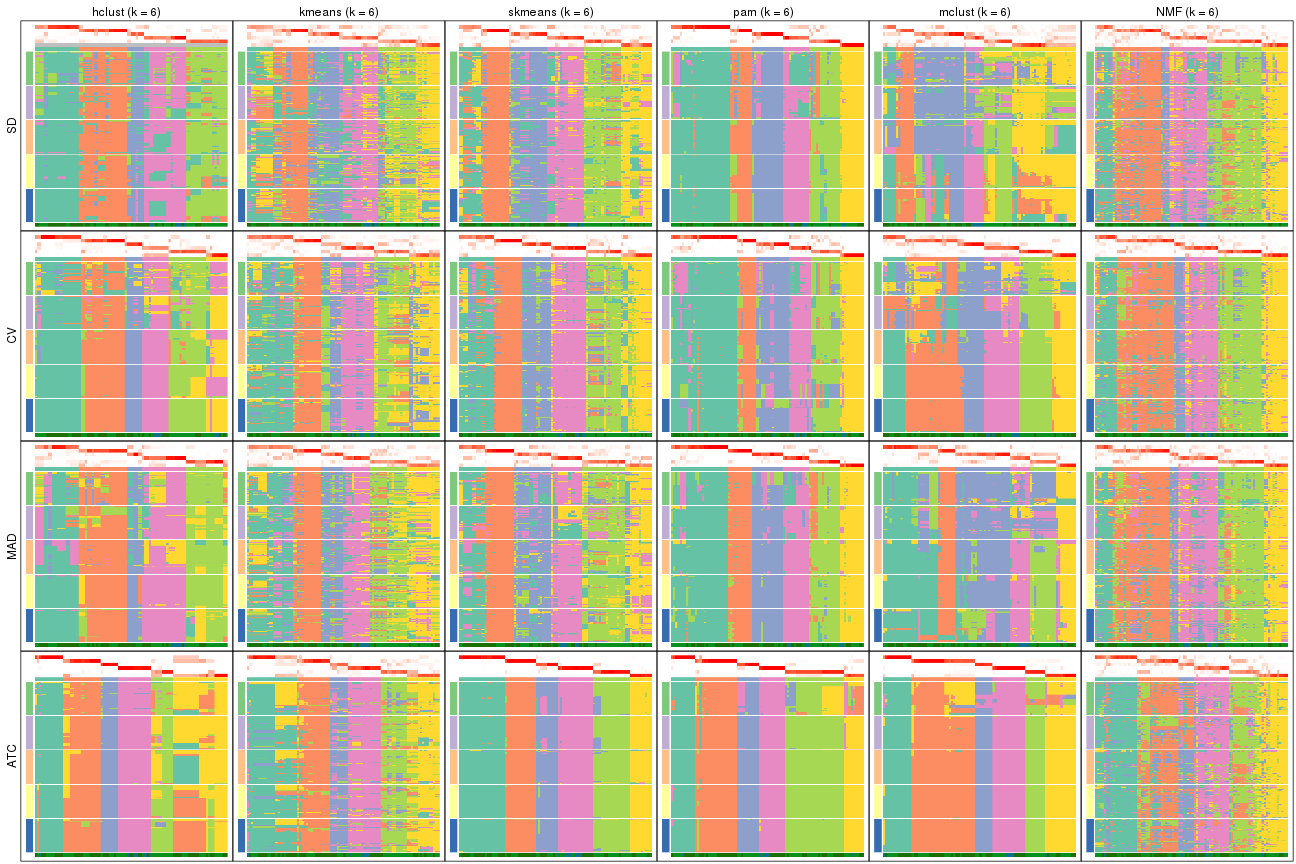 hclust (k = 6)
kmeans (k = 6)
skmeans (k = 6)
pam (k = 6)
mclust (k = 6)
NMF (k = 6)
SD
CV
MAD
ATC